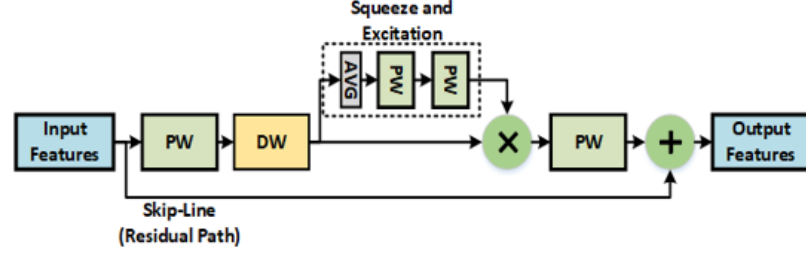 Squeeze and
Excitation
AVG
PW
PW
Input
Features
PW
DW
×
PW
+
Output
Features
Skip-Line
(Residual Path)